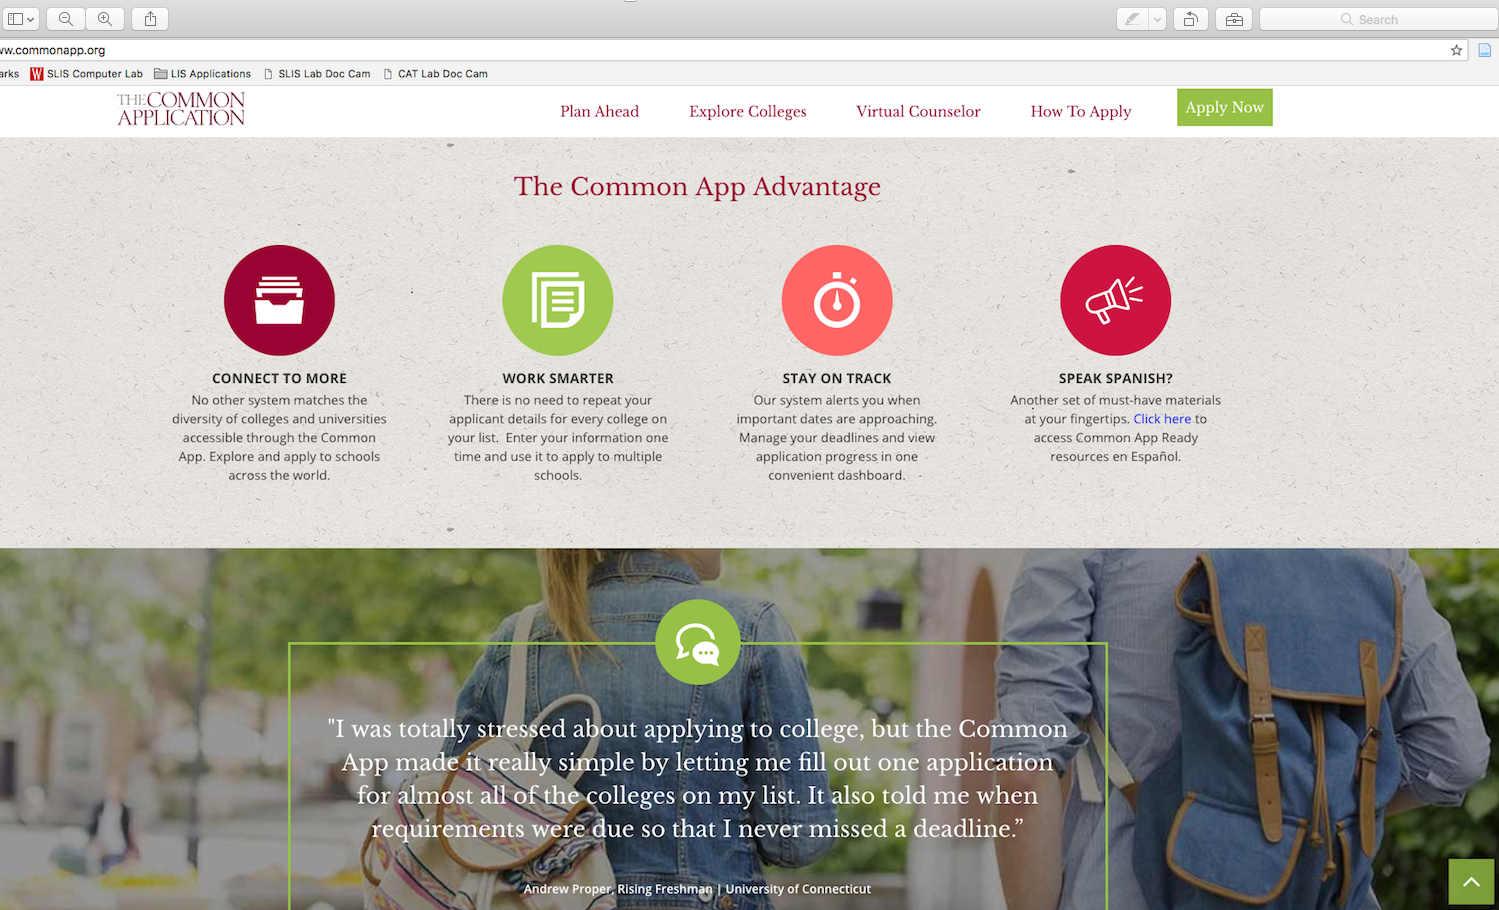 Search
ww.commonapp.org
arks SLIS Computer Lab LIS Applications SLIS Lab Doc Cam CAT Lab Doc Cam
THE COMMON
APPLICATION
Plan Ahead Explore Colleges Virtual Counselor How To Apply Apply Now
The Common App Advantage
CONNECT TO MORE
No other system matches the
diversity of colleges and universities
accessible through the Common
App. Explore and apply to schools
across the world.
WORK SMARTER
There is no need to repeat your
applicant details for every college on
your list. Enter your information one
time and use it to apply to multiple
schools.
STAY ON TRACK
Our system alerts you when
important dates are approaching.
Manage your deadlines and view
application progress in one
convenient dashboard.
SPEAK SPANISH?
Another set of must-have materials
at your fingertips. Click here to
access Common App Ready
resources en Español.
"I was totally stressed about applying to college, but the Common
App made it really simple by letting me fill out one application
for almost all of the colleges on my list. It also told me when
requirements were due so that I never missed a deadline.”
Andrew Proper, Rising Freshman | University of Connecticut